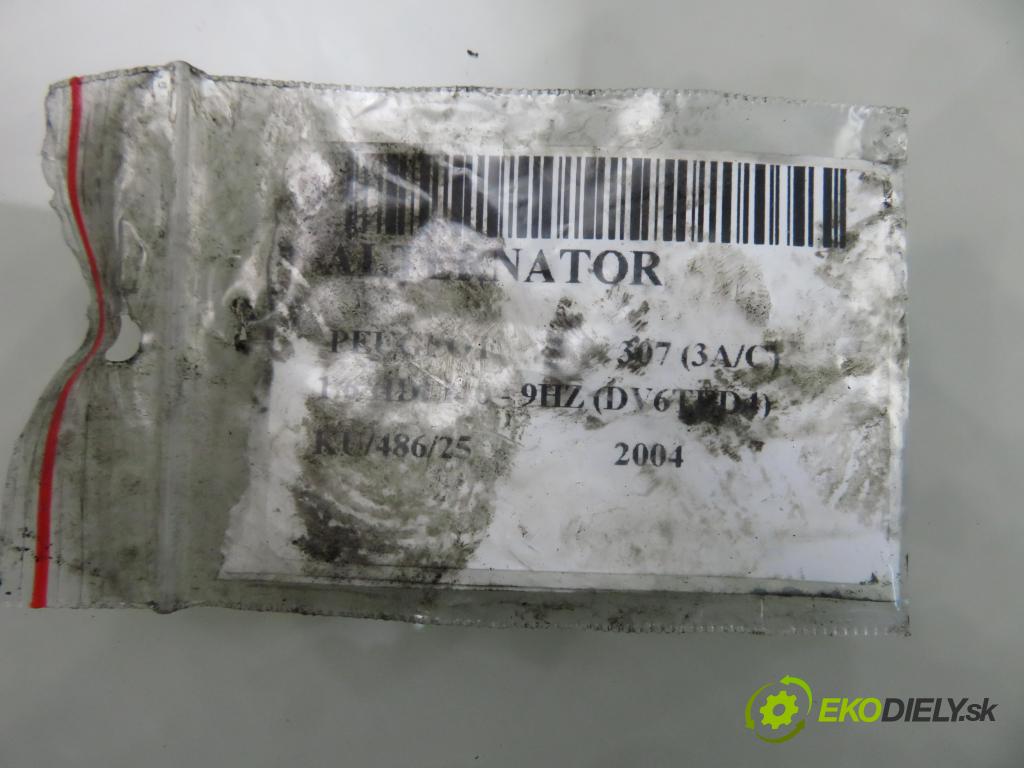 ALTERNATOR
PEUGEOT 307 (3A/C)
- 9HZ (DV6TED4)
KU/486/25 2004
EKODIELY.sk